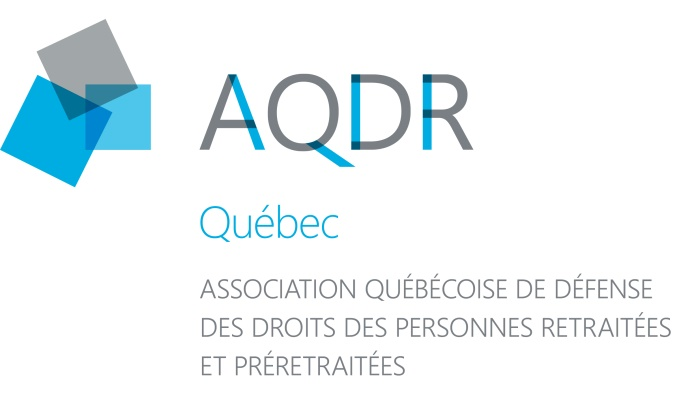 AQDR
Québec
ASSOCIATION QUÉBÉCOISE DE DÉFENSE
DES DROITS DES PERSONNES RETRAITÉES
ET PRÉRETRAITÉES